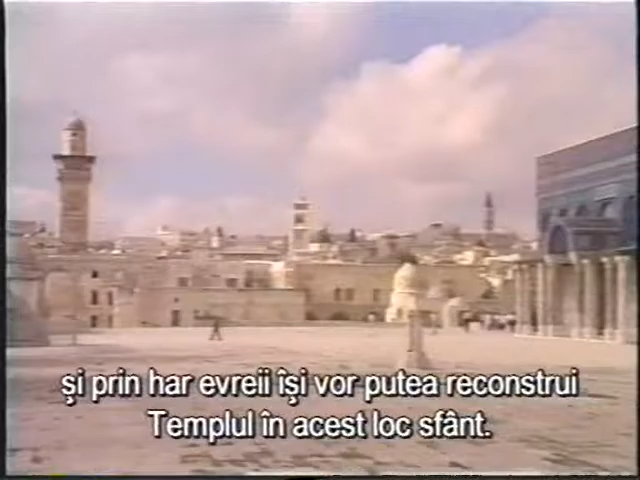 şi prin har evreii îşi vor putea reconstrui
Templul în acest loc sfânt.